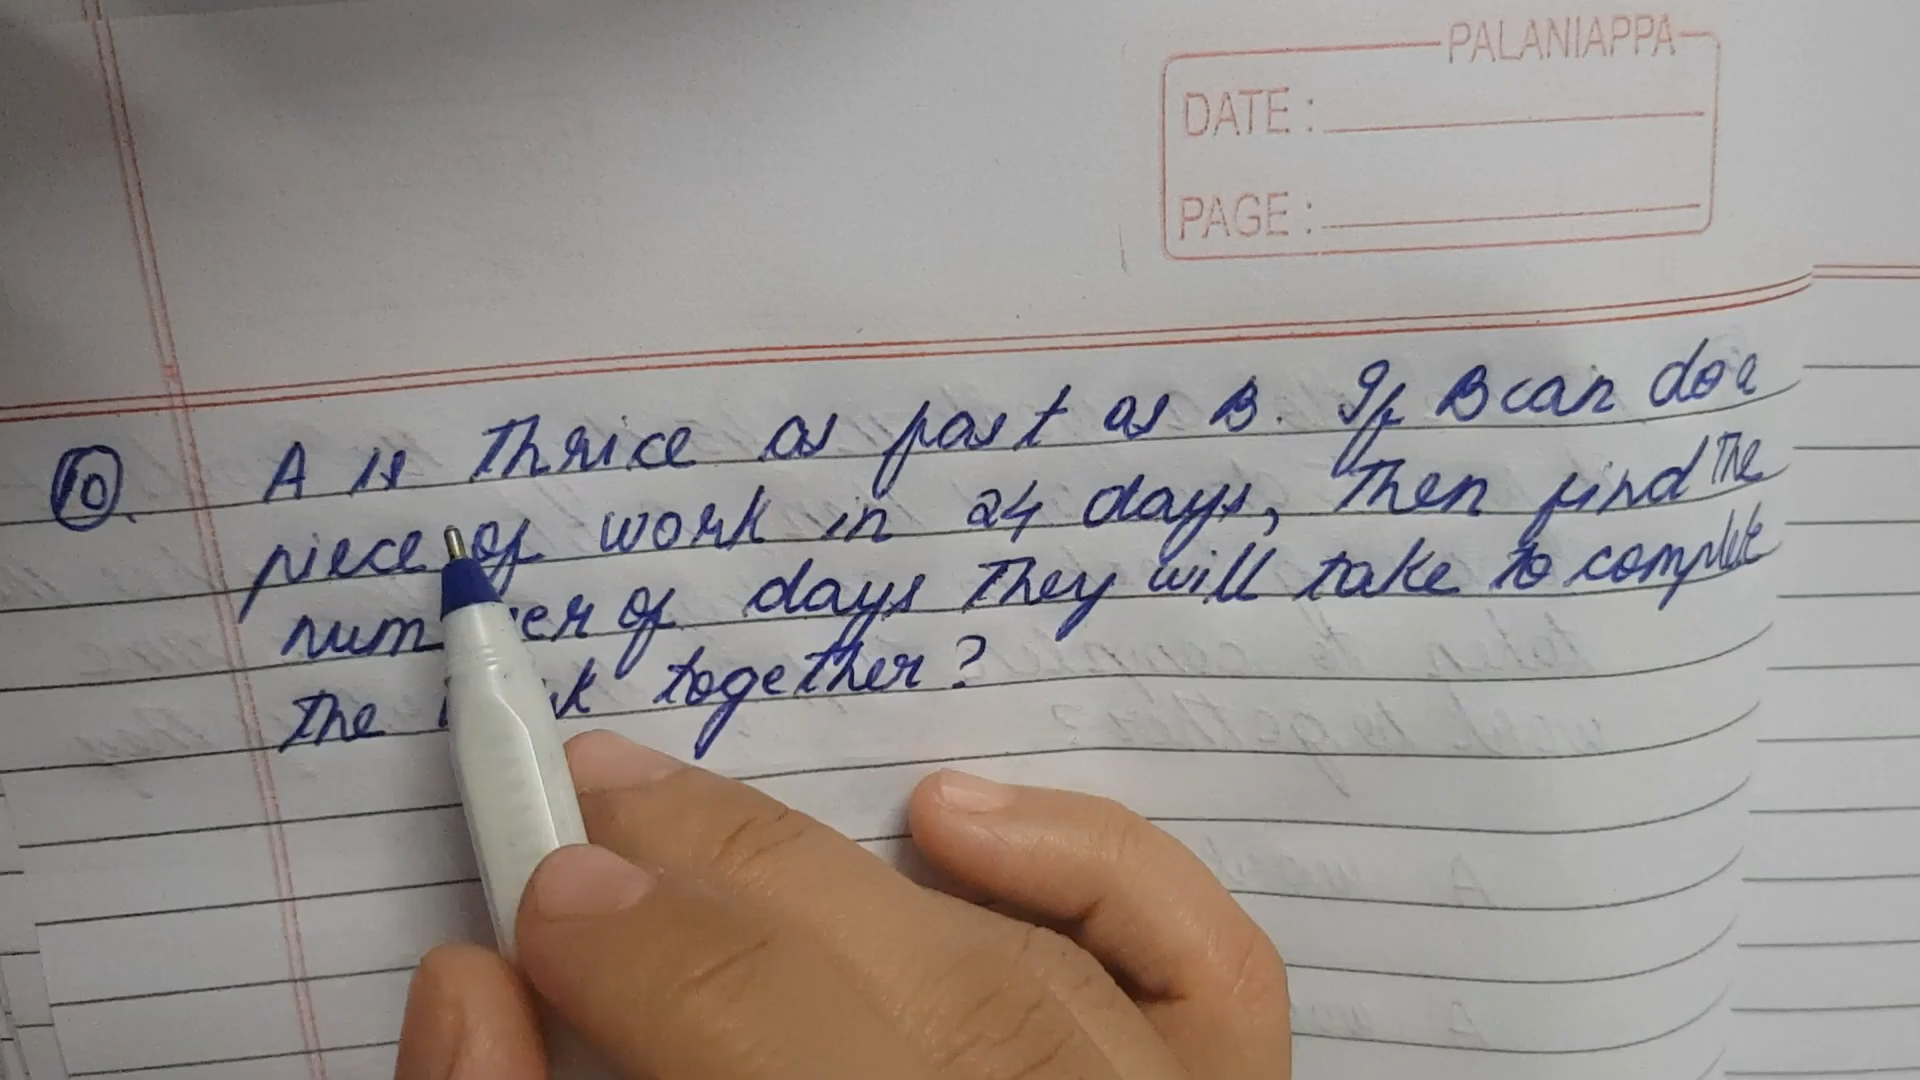 PALANIAPPA
DATE :
PAGE :
10. A is Thrice as fast as B. If B can do a
piece of work in 24 days, Then find The
of days They will take to complete
The together?